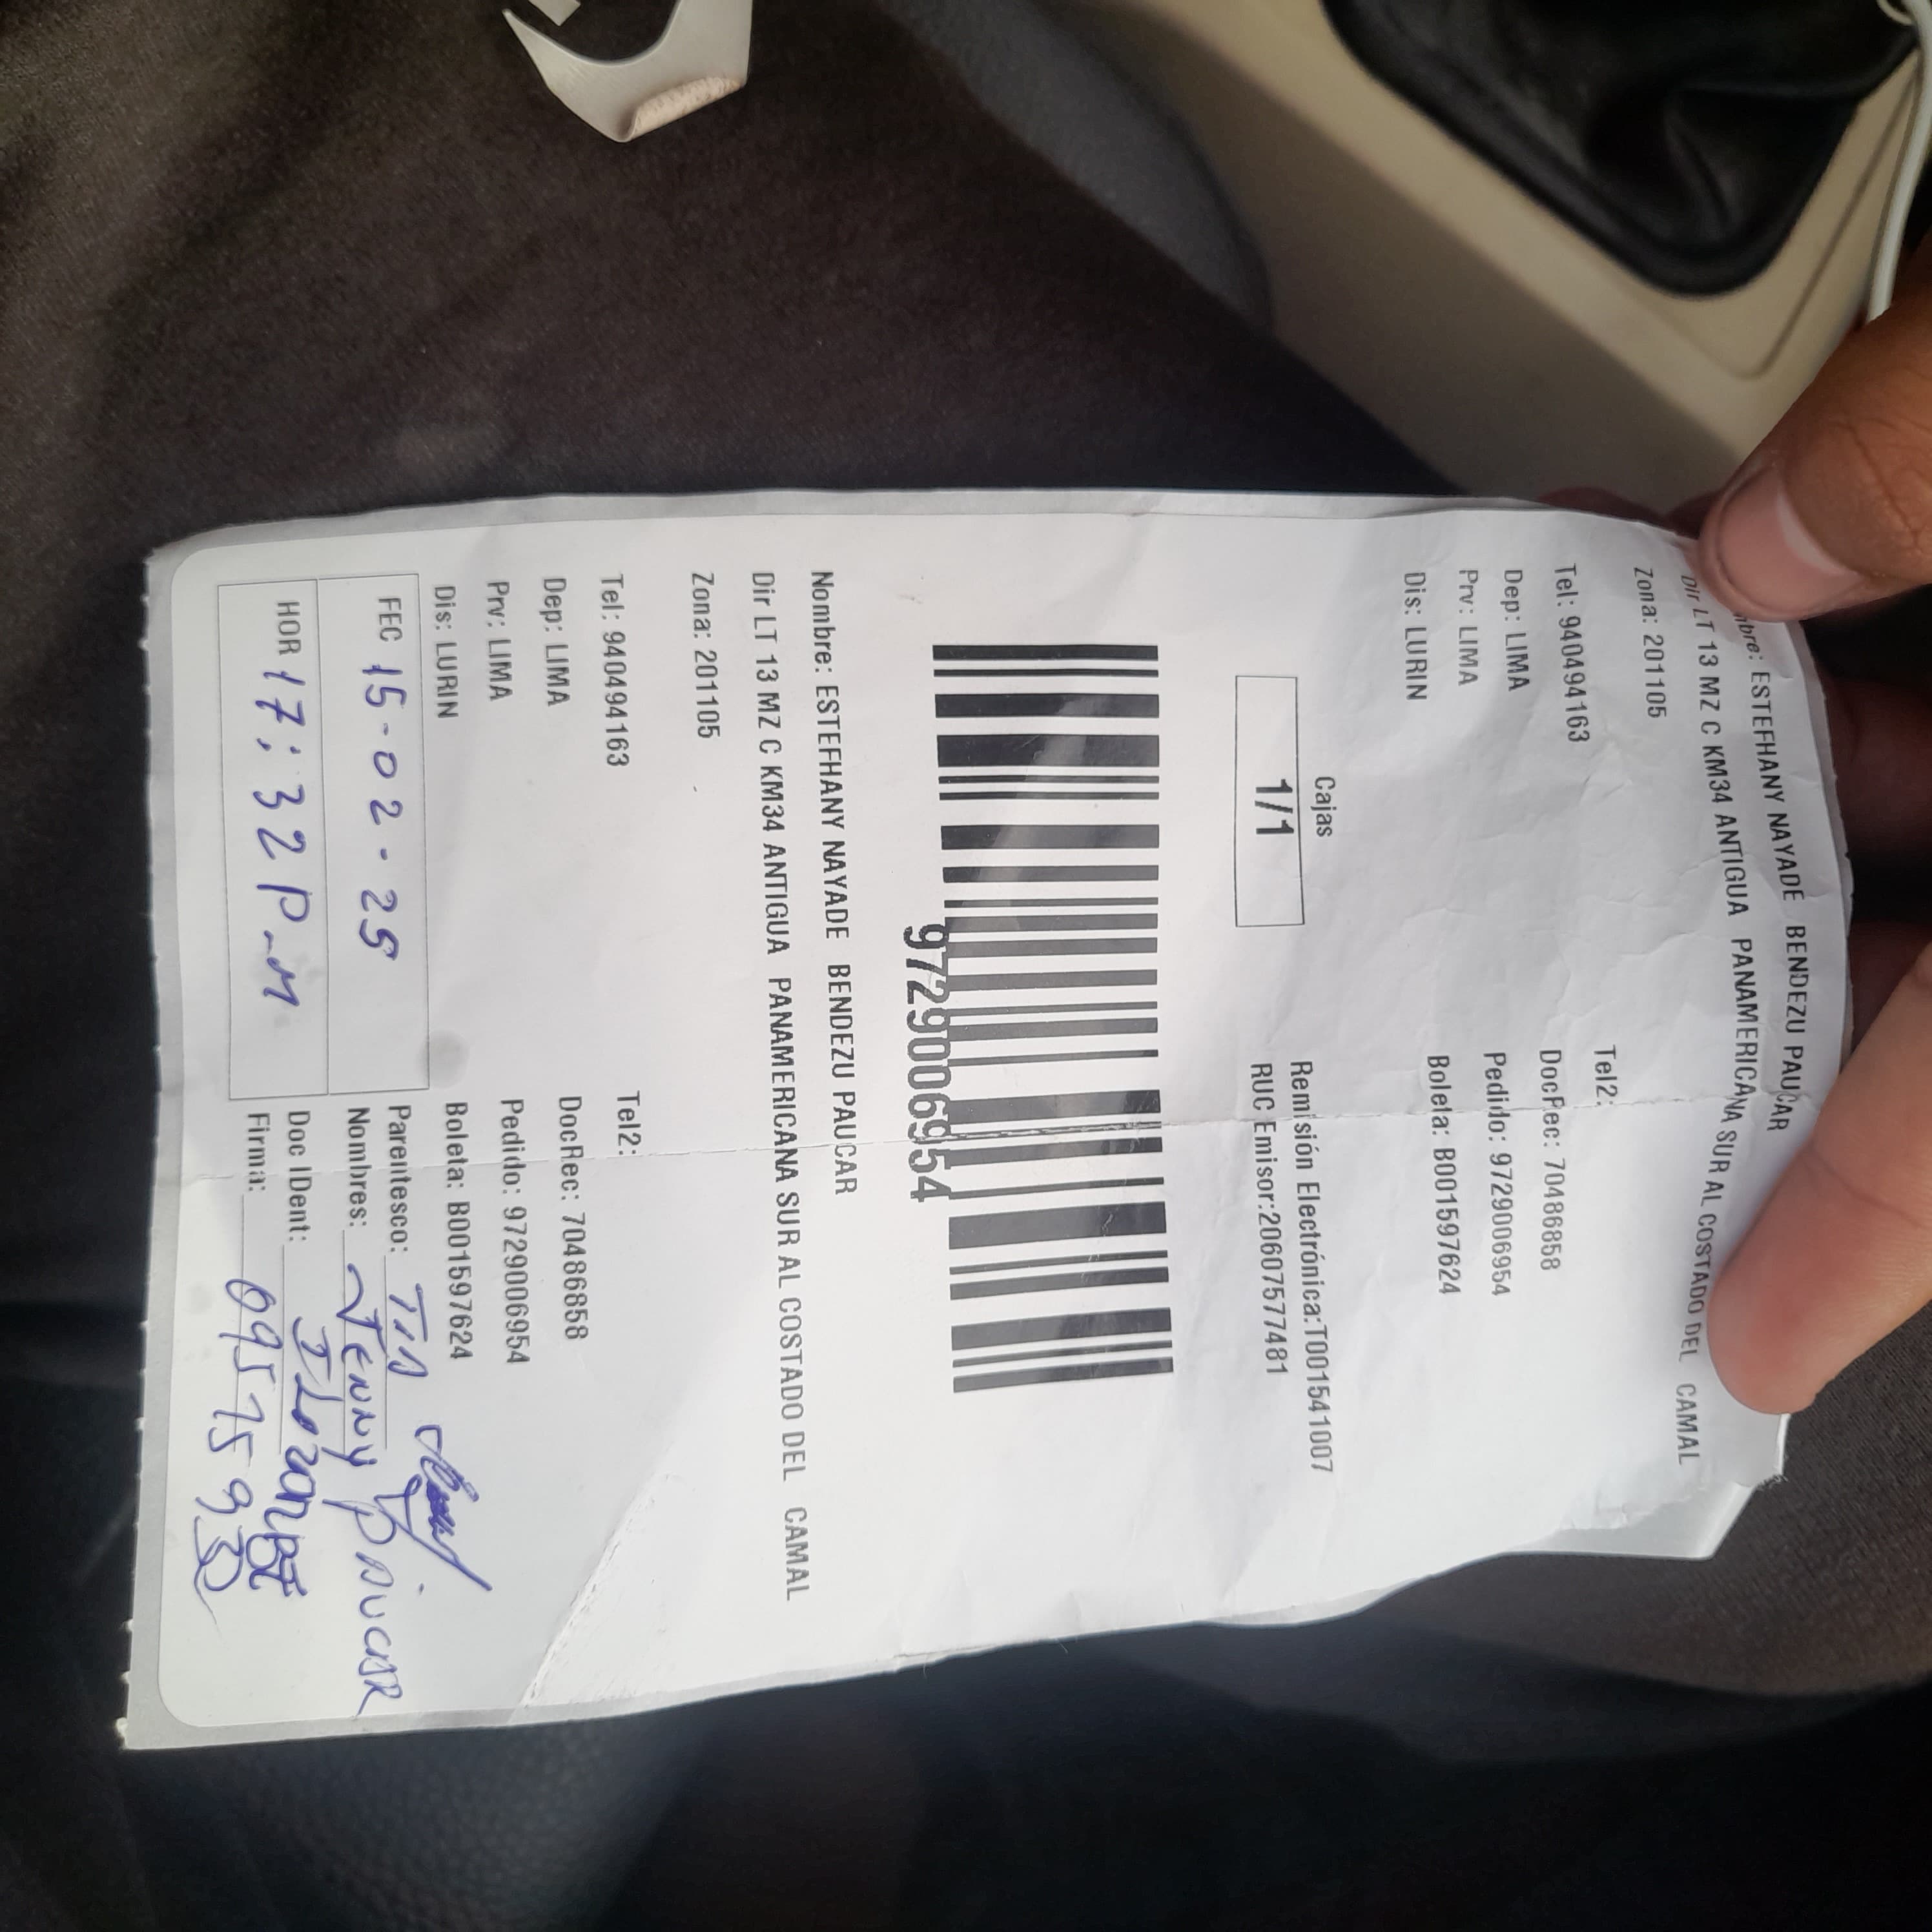 mbre: ESTEFHANY NAYADE BENDEZU PAUCAR
Dir LT 13 MZ C KM34 ANTIGUA PANAMERICANA SUR AL COSTADO DEL CAMAL
Zona: 201105
Tel: 940494163 Tel2:
Dep: LIMA DocRec: 70486858
Prv: LIMA Pedido: 9729006954
Dis: LURIN Boleta: B001597624
Cajas Remisión Electrónica:T001541007
1/1 RUC Emisor:20607577481
9729006954
Nombre: ESTEFHANY NAYADE BENDEZU PAUCAR
Dir LT 13 MZ C KM34 ANTIGUA PANAMERICANA SUR AL COSTADO DEL CAMAL
Zona: 201105
Tel: 940494163 Tel2:
Dep: LIMA DocRec: 70486858
Prv: LIMA Pedido: 9729006954
Dis: LURIN Boleta: B001597624
FEC 15-02-25 Parentesco: TIA
Nombres: JENNY PAUCAR
HOR 17:32 P.M Doc IDent:
Firma: